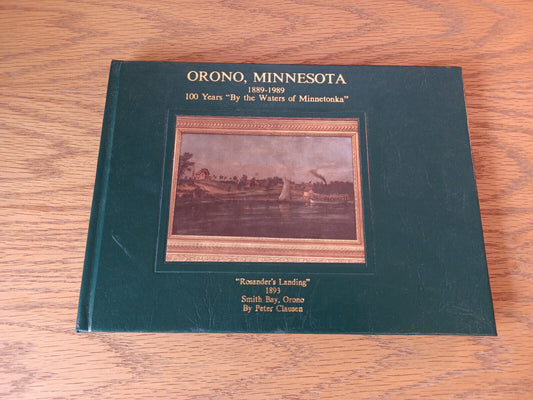 ORONO, MINNESOTA
1889-1989
100 Years "By the Waters of Minnetonka"
"Rosander's Landing"
1893
Smith Bay, Orono
By Peter Clausen